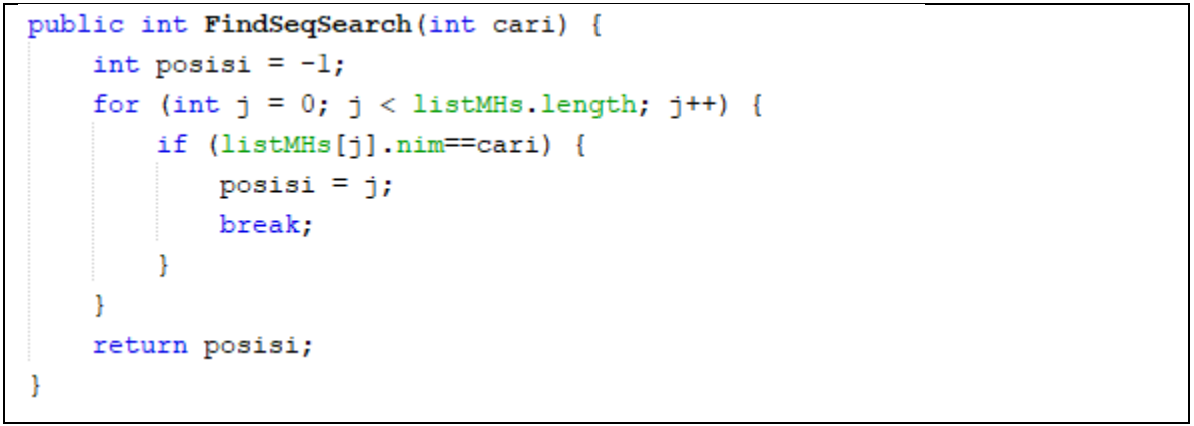 public int FindSeqSearch(int cari) {
    int posisi = -1;
    for (int j = 0; j < listMHs.length; j++) {
        if (listMHs[j].nim==cari) {
            posisi = j;
            break;
        }
    }
    return posisi;
}